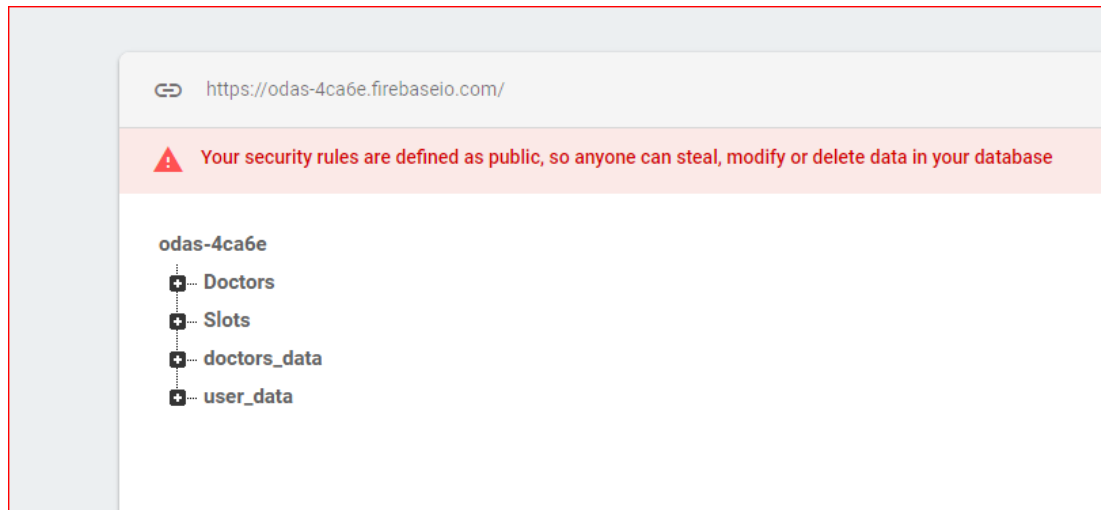 https://odas-4ca6e.firebaseio.com/
Your security rules are defined as public, so anyone can steal, modify or delete data in your database
odas-4ca6e
Doctors
Slots
doctors_data
user_data